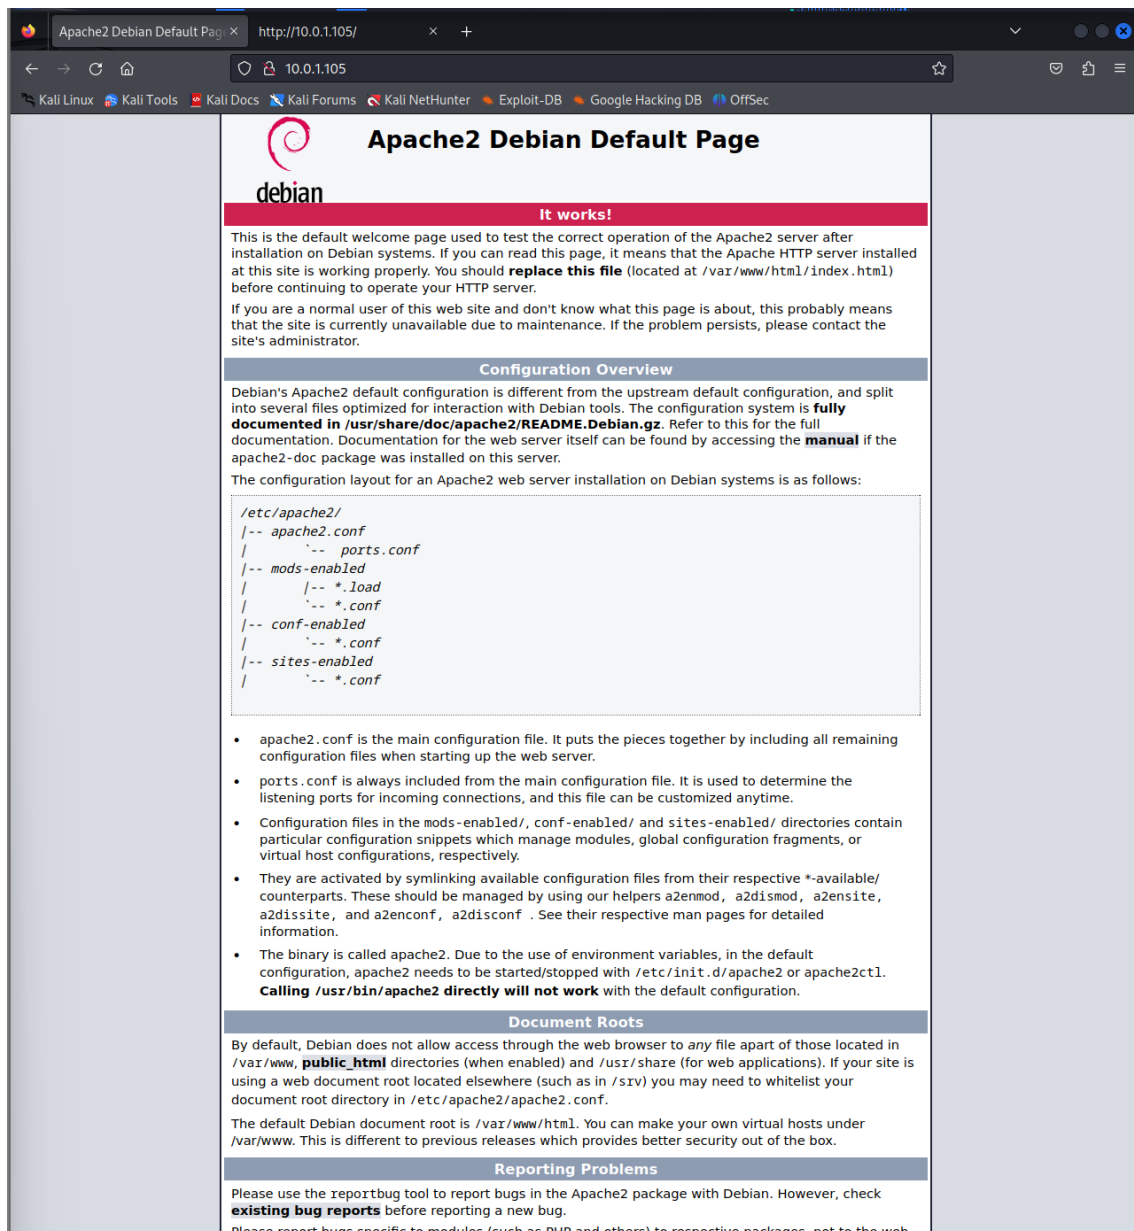 Apache2 Debian Default Pag
http://10.0.1.105/
10.0.1.105
Kali Linux Kali Tools Kali Docs Kali Forums Kali NetHunter Exploit-DB Google Hacking DB OffSec
debian
Apache2 Debian Default Page
It works!
This is the default welcome page used to test the correct operation of the Apache2 server after
installation on Debian systems. If you can read this page, it means that the Apache HTTP server installed
at this site is working properly. You should replace this file (located at /var/www/html/index.html)
before continuing to operate your HTTP server.
If you are a normal user of this web site and don't know what this page is about, this probably means
that the site is currently unavailable due to maintenance. If the problem persists, please contact the
site's administrator.
Configuration Overview
Debian's Apache2 default configuration is different from the upstream default configuration, and split
into several files optimized for interaction with Debian tools. The configuration system is fully
documented in /usr/share/doc/apache2/README.Debian.gz. Refer to this for the full
documentation. Documentation for the web server itself can be found by accessing the manual if the
apache2-doc package was installed on this server.
The configuration layout for an Apache2 web server installation on Debian systems is as follows:
/etc/apache2/
|-- apache2.conf
|       `--  ports.conf
|-- mods-enabled
|       |-- *.load
|       `-- *.conf
|-- conf-enabled
|       `-- *.conf
|-- sites-enabled
|       `-- *.conf
• apache2.conf is the main configuration file. It puts the pieces together by including all remaining
configuration files when starting up the web server.
• ports.conf is always included from the main configuration file. It is used to determine the
listening ports for incoming connections, and this file can be customized anytime.
• Configuration files in the mods-enabled/, conf-enabled/ and sites-enabled/ directories contain
particular configuration snippets which manage modules, global configuration fragments, or
virtual host configurations, respectively.
• They are activated by symlinking available configuration files from their respective *-available/
counterparts. These should be managed by using our helpers a2enmod, a2dismod, a2ensite,
a2dissite, and a2enconf, a2disconf . See their respective man pages for detailed
information.
• The binary is called apache2. Due to the use of environment variables, in the default
configuration, apache2 needs to be started/stopped with /etc/init.d/apache2 or apache2ctl.
Calling /usr/bin/apache2 directly will not work with the default configuration.
Document Roots
By default, Debian does not allow access through the web browser to any file apart of those located in
/var/www, public_html directories (when enabled) and /usr/share (for web applications). If your site is
using a web document root located elsewhere (such as in /srv) you may need to whitelist your
document root directory in /etc/apache2/apache2.conf.
The default Debian document root is /var/www/html. You can make your own virtual hosts under
/var/www. This is different to previous releases which provides better security out of the box.
Reporting Problems
Please use the reportbug tool to report bugs in the Apache2 package with Debian. However, check
existing bug reports before reporting a new bug.
Please report bugs specific to modules (such as PHP and others) to respective packages, not to the web